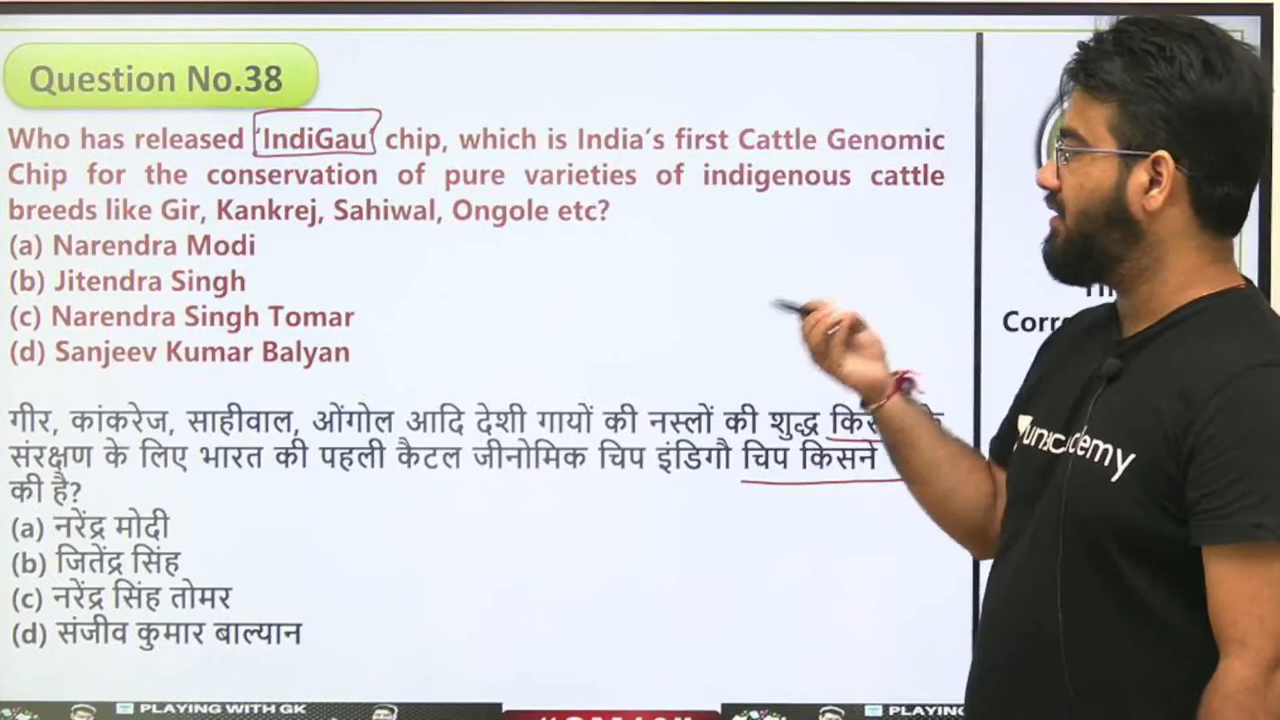 Question No.38
Who has released 'IndiGau' chip, which is India's first Cattle Genomic
Chip for the conservation of pure varieties of indigenous cattle
breeds like Gir, Kankrej, Sahiwal, Ongole etc?
(a) Narendra Modi
(b) Jitendra Singh
(c) Narendra Singh Tomar
(d) Sanjeev Kumar Balyan
गीर, कांकरेज, साहीवाल, ओंगोल आदि देशी गायों की नस्लों की शुद्ध
संरक्षण के लिए भारत की पहली कैटल जीनोमिक चिप इंडिगौ चिप किसने
की है?
(a) नरेंद्र मोदी
(b) जितेंद्र सिंह
(c) नरेंद्र सिंह तोमर
(d) संजीव कुमार बाल्यान
unacademy
PLAYING WITH GK